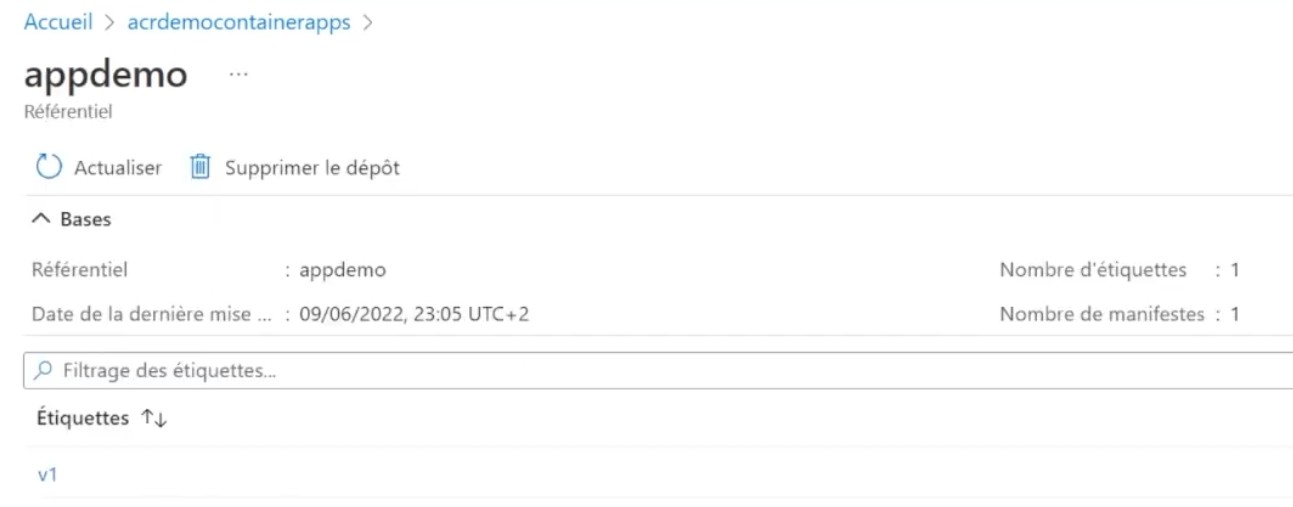 Accueil > acrdemocontainerapps >
appdemo ...
Référentiel
Actualiser Supprimer le dépôt
Bases
Référentiel : appdemo Nombre d'étiquettes : 1
Date de la dernière mise ... : 09/06/2022, 23:05 UTC+2 Nombre de manifestes : 1
Filtrage des étiquettes...
Étiquettes ↑↓
v1